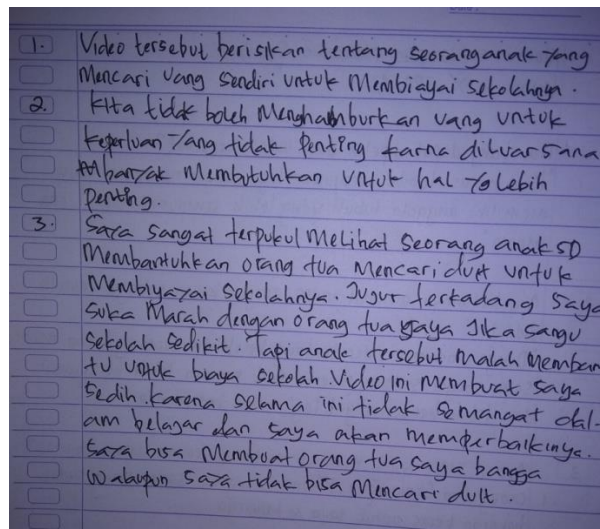 1. Video tersebut berisikan tentang seorang anak yang
Mencari uang sendiri untuk Membiayai sekolahnya.
2. Kita tidak boleh Menghamburkan uang untuk
keperluan yang tidak Penting karna diluar sana
banyak Membutuhkan untuk hal yg lebih
Penting.
3. Saya sangat terpukul Melihat seorang anak SD
Membantuhkan orang tua Mencari duit untuk
Membiyayai sekolahnya. Jujur terkadang saya
suka Marah dengan orang tua saya Jika sangu
sekolah sedikit. Tapi anak tersebut malah memban
tu untuk biaya sekolah. Video ini membuat saya
sedih. karena selama ini tidak semangat dal-
am belajar dan saya akan memperbaikinya.
saya bisa Membuat orang tua saya bangga
Walaupun saya tidak bisa Mencari duit.